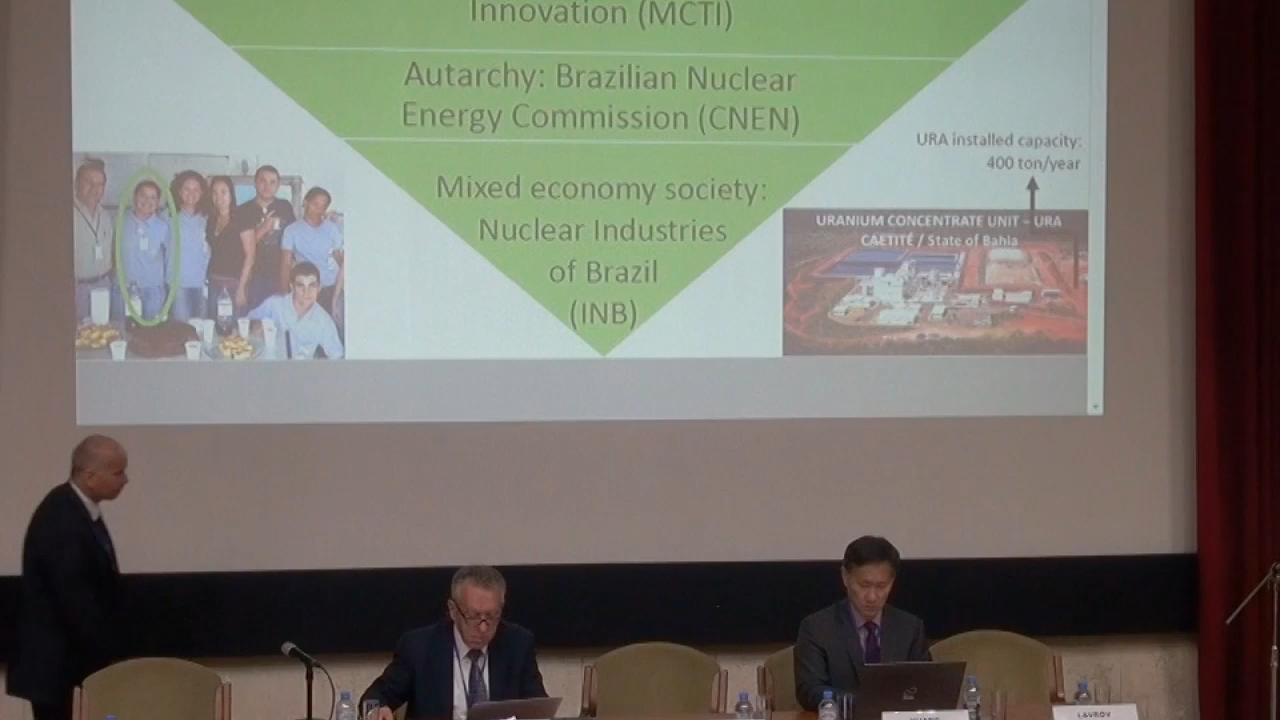 Innovation (MCTI)
Autarchy: Brazilian Nuclear
Energy Commission (CNEN)
Mixed economy society:
Nuclear Industries
of Brazil
(INB)
URA installed capacity:
400 ton/year
URANIUM CONCENTRATE UNIT – URA
CAETITÉ / State of Bahia
LAVROV